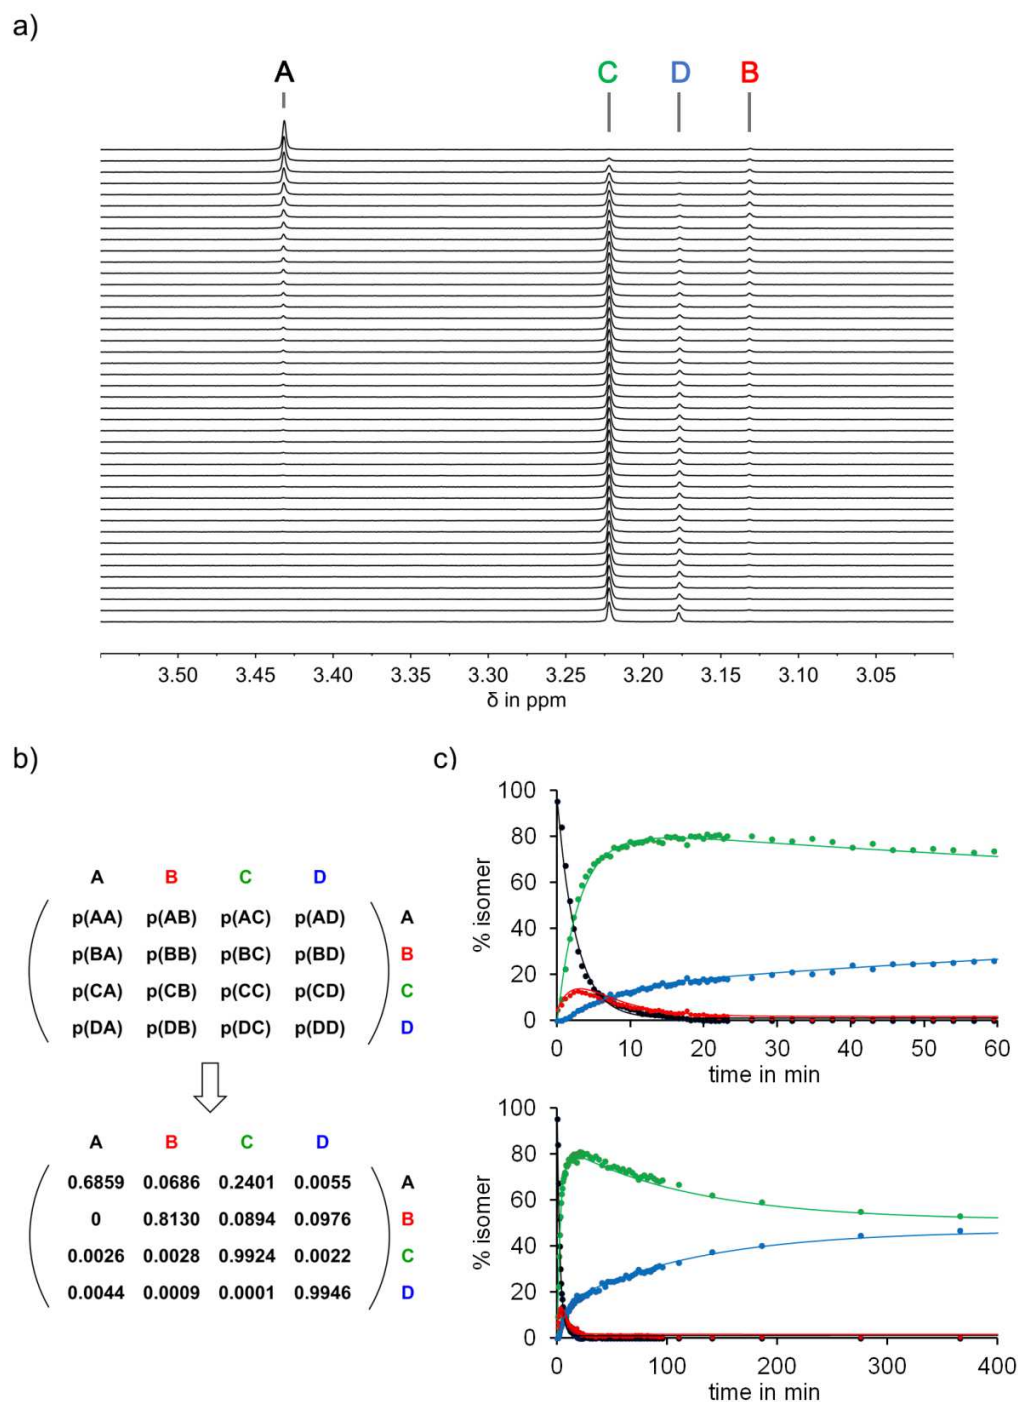 a)
A C D B
3.50 3.45 3.40 3.35 3.30 3.25 3.20 3.15 3.10 3.05
δ in ppm
b)
A B C D
p(AA) p(AB) p(AC) p(AD) A
p(BA) p(BB) p(BC) p(BD) B
p(CA) p(CB) p(CC) p(CD) C
p(DA) p(DB) p(DC) p(DD) D
A B C D
0.6859 0.0686 0.2401 0.0055 A
0 0.8130 0.0894 0.0976 B
0.0026 0.0028 0.9924 0.0022 C
0.0044 0.0009 0.0001 0.9946 D
c)
100
80
60
40
20
0
% isomer
0 10 20 30 40 50 60
time in min
100
80
60
40
20
0
% isomer
0 100 200 300 400
time in min